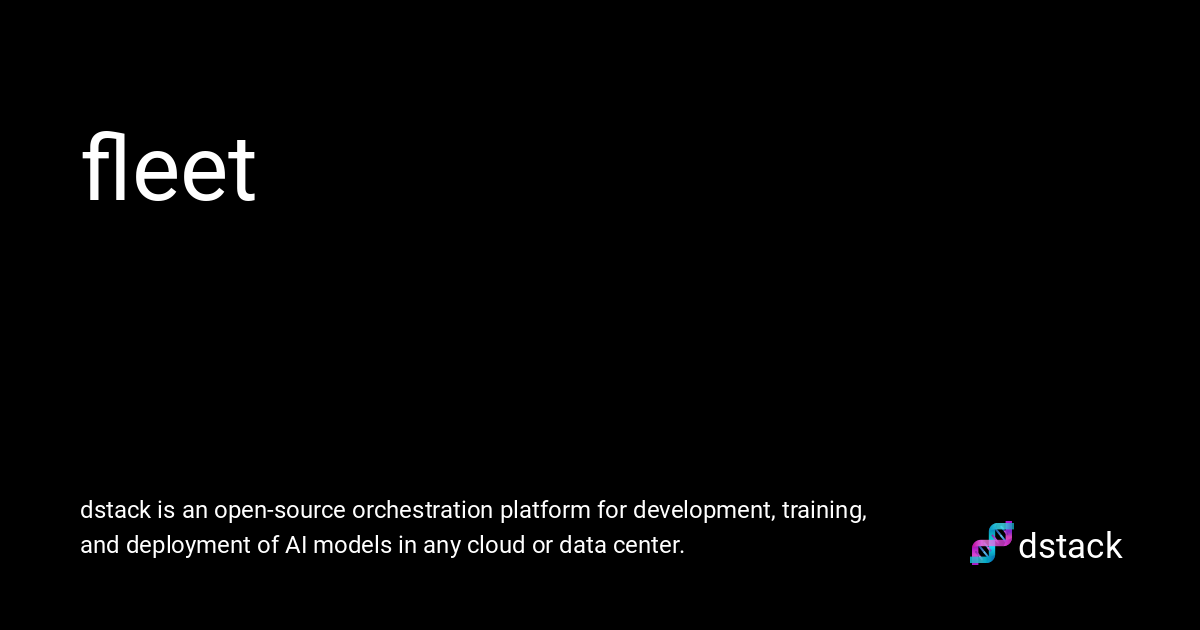 fleet
dstack is an open-source orchestration platform for development, training,
and deployment of AI models in any cloud or data center.
dstack